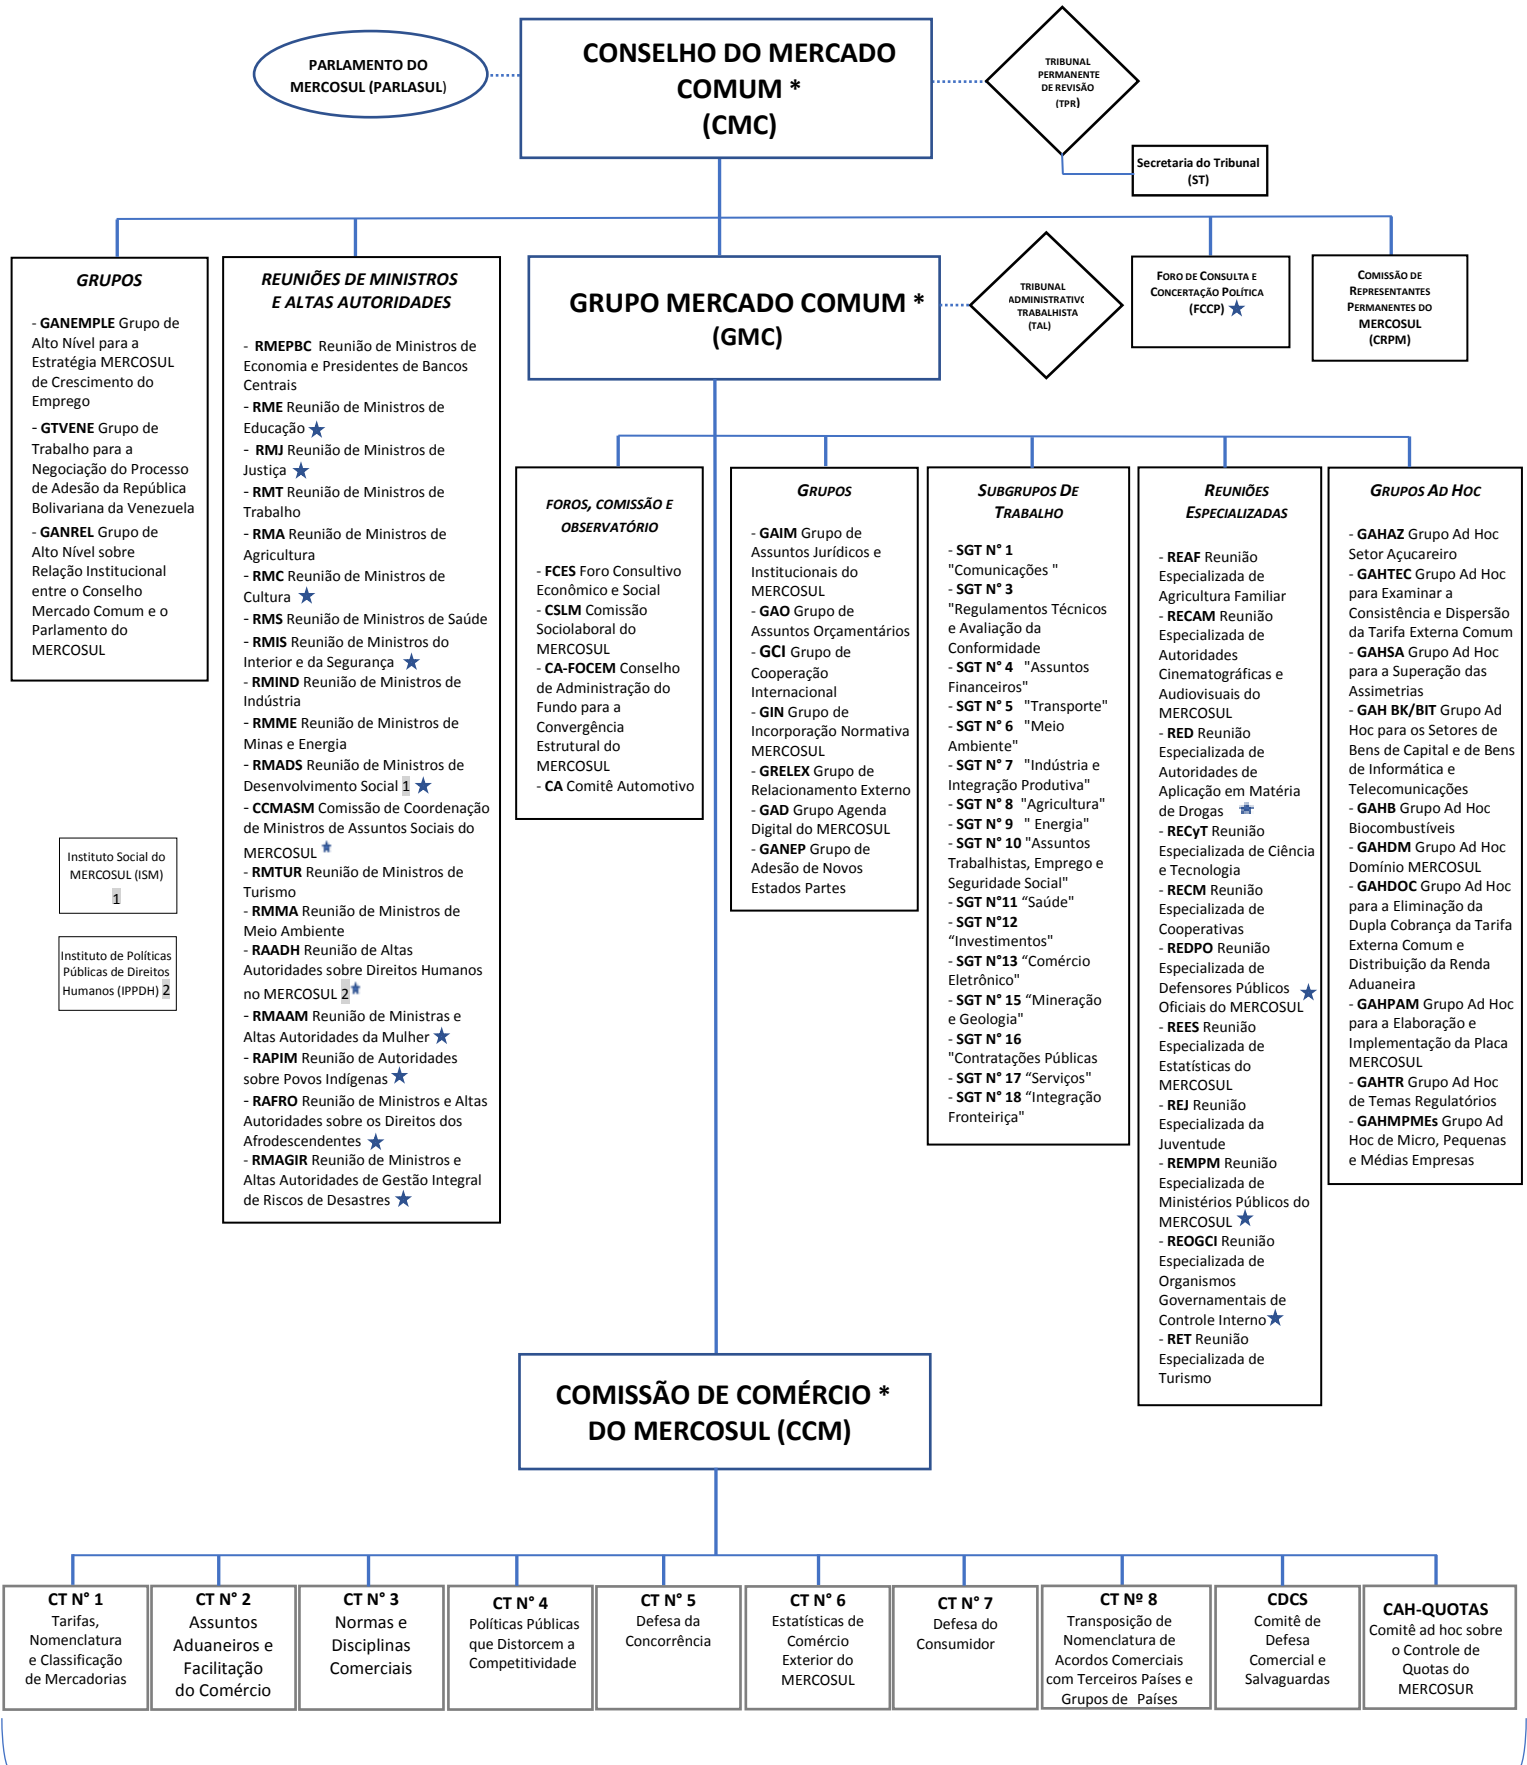 PARLAMENTO DO
MERCOSUL (PARLASUL)
CONSELHO DO MERCADO
COMUM *
(CMC)
TRIBUNAL
PERMANENTE
DE REVISÃO
(TPR)
Secretaria do Tribunal
(ST)
GRUPOS
- GANEMPLE Grupo de
Alto Nível para a
Estratégia MERCOSUL
de Crescimento do
Emprego
- GTVENE Grupo de
Trabalho para a
Negociação do Processo
de Adesão da República
Bolivariana da Venezuela
- GANREL Grupo de
Alto Nível sobre
Relação Institucional
entre o Conselho
Mercado Comum e o
Parlamento do
MERCOSUL
REUNIÕES DE MINISTROS
E ALTAS AUTORIDADES
- RMEPBC Reunião de Ministros de
Economia e Presidentes de Bancos
Centrais
- RME Reunião de Ministros de
Educação
- RMJ Reunião de Ministros de
Justiça
- RMT Reunião de Ministros de
Trabalho
- RMA Reunião de Ministros de
Agricultura
- RMC Reunião de Ministros de
Cultura
- RMS Reunião de Ministros de Saúde
- RMIS Reunião de Ministros do
Interior e da Segurança
- RMIND Reunião de Ministros de
Indústria
- RMME Reunião de Ministros de
Minas e Energia
- RMADS Reunião de Ministros de
Desenvolvimento Social 1
- CCMASM Comissão de Coordenação
de Ministros de Assuntos Sociais do
MERCOSUL
- RMTUR Reunião de Ministros de
Turismo
- RMMA Reunião de Ministros de
Meio Ambiente
- RAADH Reunião de Altas
Autoridades sobre Direitos Humanos
no MERCOSUL 2
- RMAAM Reunião de Ministras e
Altas Autoridades da Mulher
- RAPIM Reunião de Autoridades
sobre Povos Indígenas
- RAFRO Reunião de Ministros e Altas
Autoridades sobre os Direitos dos
Afrodescendentes
- RMAGIR Reunião de Ministros e
Altas Autoridades de Gestão Integral
de Riscos de Desastres
GRUPO MERCADO COMUM *
(GMC)
TRIBUNAL
ADMINISTRATIVO
TRABALHISTA
(TAL)
FORO DE CONSULTA E
CONCERTAÇÃO POLÍTICA
(FCCP)
COMISSÃO DE
REPRESENTANTES
PERMANENTES DO
MERCOSUL
(CRPM)
Instituto Social do
MERCOSUL (ISM)
1
Instituto de Políticas
Públicas de Direitos
Humanos (IPPDH) 2
FOROS, COMISSÃO E
OBSERVATÓRIO
- FCES Foro Consultivo
Econômico e Social
- CSLM Comissão
Sociolaboral do
MERCOSUL
- CA-FOCEM Conselho
de Administração do
Fundo para a
Convergência
Estrutural do
MERCOSUL
- CA Comitê Automotivo
GRUPOS
- GAIM Grupo de
Assuntos Jurídicos e
Institucionais do
MERCOSUL
- GAO Grupo de
Assuntos Orçamentários
- GCI Grupo de
Cooperação
Internacional
- GIN Grupo de
Incorporação Normativa
MERCOSUL
- GRELEX Grupo de
Relacionamento Externo
- GAD Grupo Agenda
Digital do MERCOSUL
- GANEP Grupo de
Adesão de Novos
Estados Partes
SUBGRUPOS DE
TRABALHO
- SGT N° 1
"Comunicações "
- SGT N° 3
"Regulamentos Técnicos
e Avaliação da
Conformidade
- SGT N° 4 "Assuntos
Financeiros"
- SGT N° 5 "Transporte"
- SGT N° 6 "Meio
Ambiente"
- SGT N° 7 "Indústria e
Integração Produtiva"
- SGT N° 8 "Agricultura"
- SGT N° 9 " Energia"
- SGT N° 10 "Assuntos
Trabalhistas, Emprego e
Seguridade Social"
- SGT N°11 “Saúde"
- SGT N°12
“Investimentos"
- SGT N°13 “Comércio
Eletrônico"
- SGT N° 15 “Mineração
e Geologia"
- SGT N° 16
"Contratações Públicas
- SGT N° 17 “Serviços"
- SGT N° 18 “Integração
Fronteiriça"
REUNIÕES
ESPECIALIZADAS
- REAF Reunião
Especializada de
Agricultura Familiar
- RECAM Reunião
Especializada de
Autoridades
Cinematográficas e
Audiovisuais do
MERCOSUL
- RED Reunião
Especializada de
Autoridades de
Aplicação em Matéria
de Drogas
- RECyT Reunião
Especializada de Ciência
e Tecnologia
- RECM Reunião
Especializada de
Cooperativas
- REDPO Reunião
Especializada de
Defensores Públicos
Oficiais do MERCOSUL
- REES Reunião
Especializada de
Estatísticas do
MERCOSUL
- REJ Reunião
Especializada da
Juventude
- REMPM Reunião
Especializada de
Ministérios Públicos do
MERCOSUL
- REOGCI Reunião
Especializada de
Organismos
Governamentais de
Controle Interno
- RET Reunião
Especializada de
Turismo
GRUPOS AD HOC
- GAHAZ Grupo Ad Hoc
Setor Açucareiro
- GAHTEC Grupo Ad Hoc
para Examinar a
Consistência e Dispersão
da Tarifa Externa Comum
- GAHSA Grupo Ad Hoc
para a Superação das
Assimetrias
- GAH BK/BIT Grupo Ad
Hoc para os Setores de
Bens de Capital e de Bens
de Informática e
Telecomunicações
- GAHB Grupo Ad Hoc
Biocombustíveis
- GAHDM Grupo Ad Hoc
Domínio MERCOSUL
- GAHDOC Grupo Ad Hoc
para a Eliminação da
Dupla Cobrança da Tarifa
Externa Comum e
Distribuição da Renda
Aduaneira
- GAHPAM Grupo Ad Hoc
para a Elaboração e
Implementação da Placa
MERCOSUL
- GAHTR Grupo Ad Hoc
de Temas Regulatórios
- GAHMPMEs Grupo Ad
Hoc de Micro, Pequenas
e Médias Empresas
COMISSÃO DE COMÉRCIO *
DO MERCOSUL (CCM)
CT N° 1
Tarifas,
Nomenclatura
e Classificação
de Mercadorias
CT N° 2
Assuntos
Aduaneiros e
Facilitação
do Comércio
CT N° 3
Normas e
Disciplinas
Comerciais
CT N° 4
Políticas Públicas
que Distorcem a
Competitividade
CT N° 5
Defesa da
Concorrência
CT N° 6
Estatísticas de
Comércio
Exterior do
MERCOSUL
CT N° 7
Defesa do
Consumidor
CT Nº 8
Transposição de
Nomenclatura de
Acordos Comerciais
com Terceiros Países e
Grupos de Países
CDCS
Comitê de
Defesa
Comercial e
Salvaguardas
CAH-QUOTAS
Comitê ad hoc sobre
o Controle de
Quotas do
MERCOSUR